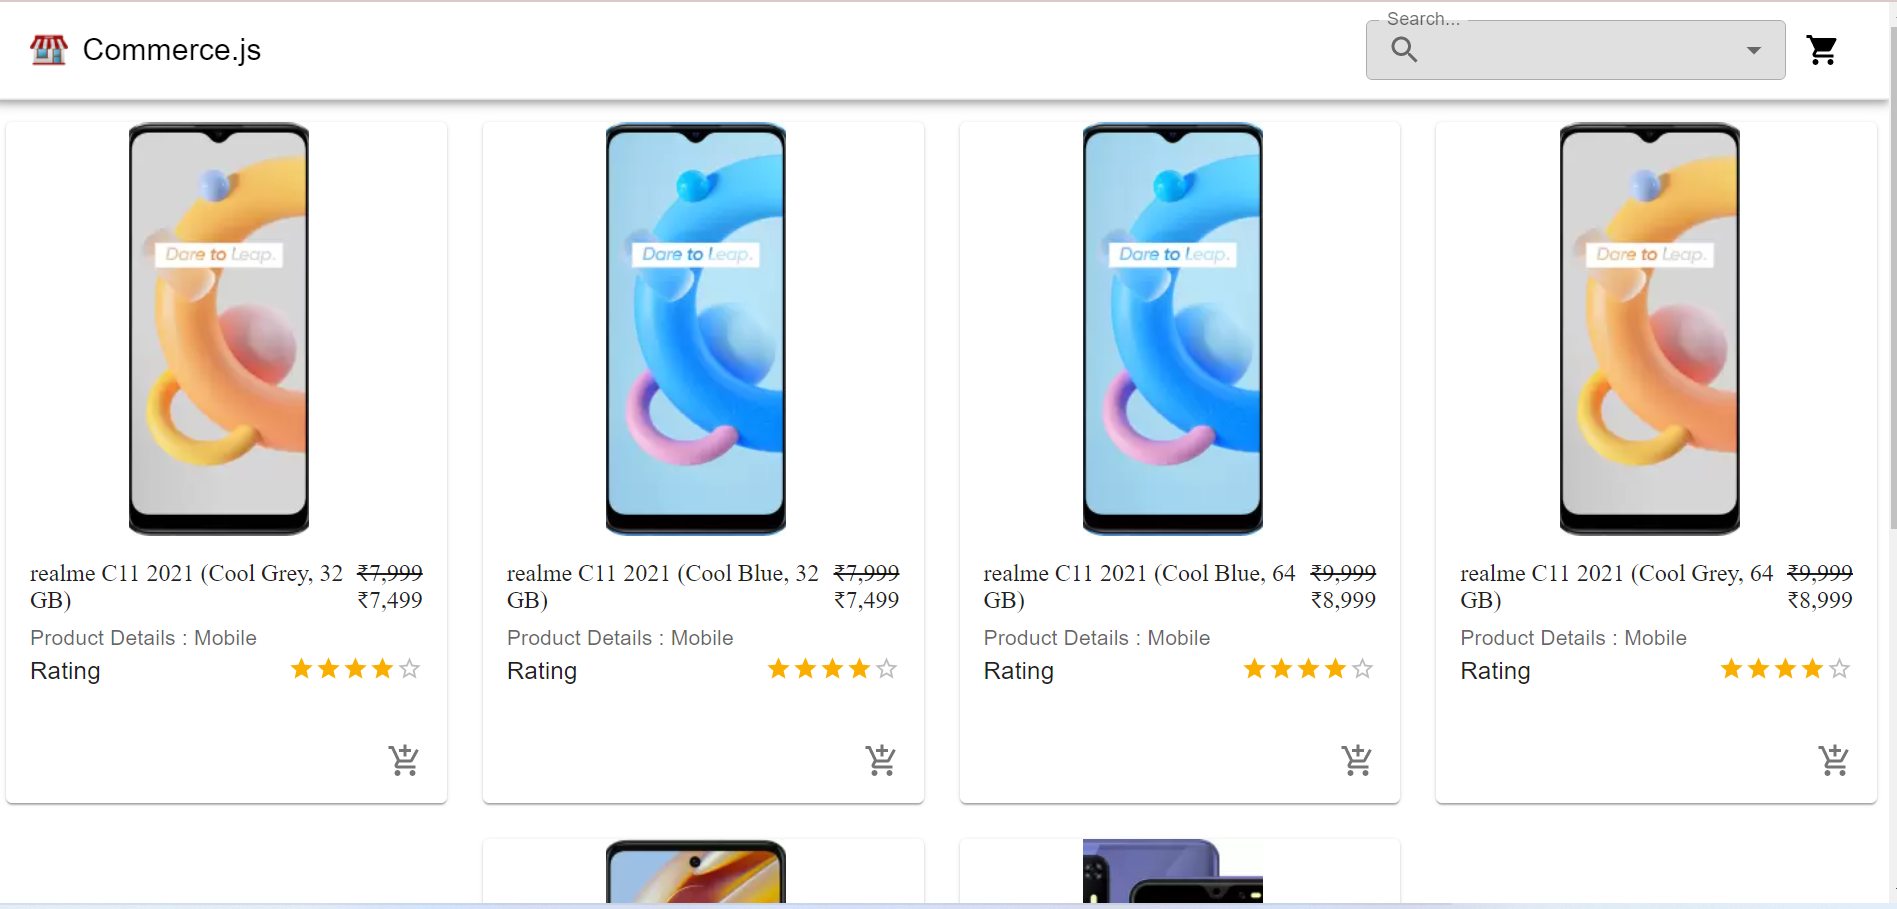 Commerce.js
Search...
Dare to Leap.
Dare to Leap.
Dare to Leap.
Dare to Leap.
realme C11 2021 (Cool Grey, 32 GB)
₹7,999
₹7,499
Product Details : Mobile
Rating
realme C11 2021 (Cool Blue, 32 GB)
₹7,999
₹7,499
Product Details : Mobile
Rating
realme C11 2021 (Cool Blue, 64 GB)
₹9,999
₹8,999
Product Details : Mobile
Rating
realme C11 2021 (Cool Grey, 64 GB)
₹9,999
₹8,999
Product Details : Mobile
Rating